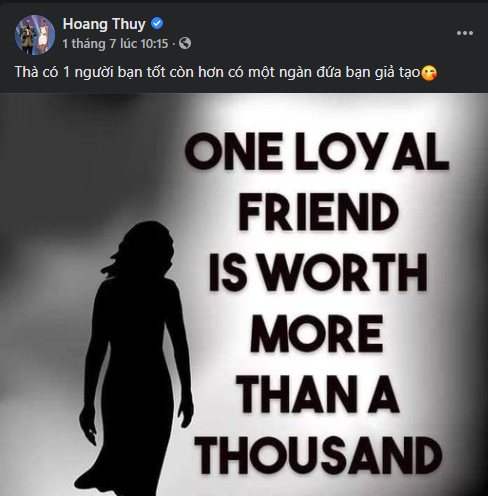 Hoang Thuy
1 tháng 7 lúc 10:15 ·
Thà có 1 người bạn tốt còn hơn có một ngàn đứa bạn giả tạo😘
ONE LOYAL
FRIEND
IS WORTH
MORE
THAN A
THOUSAND